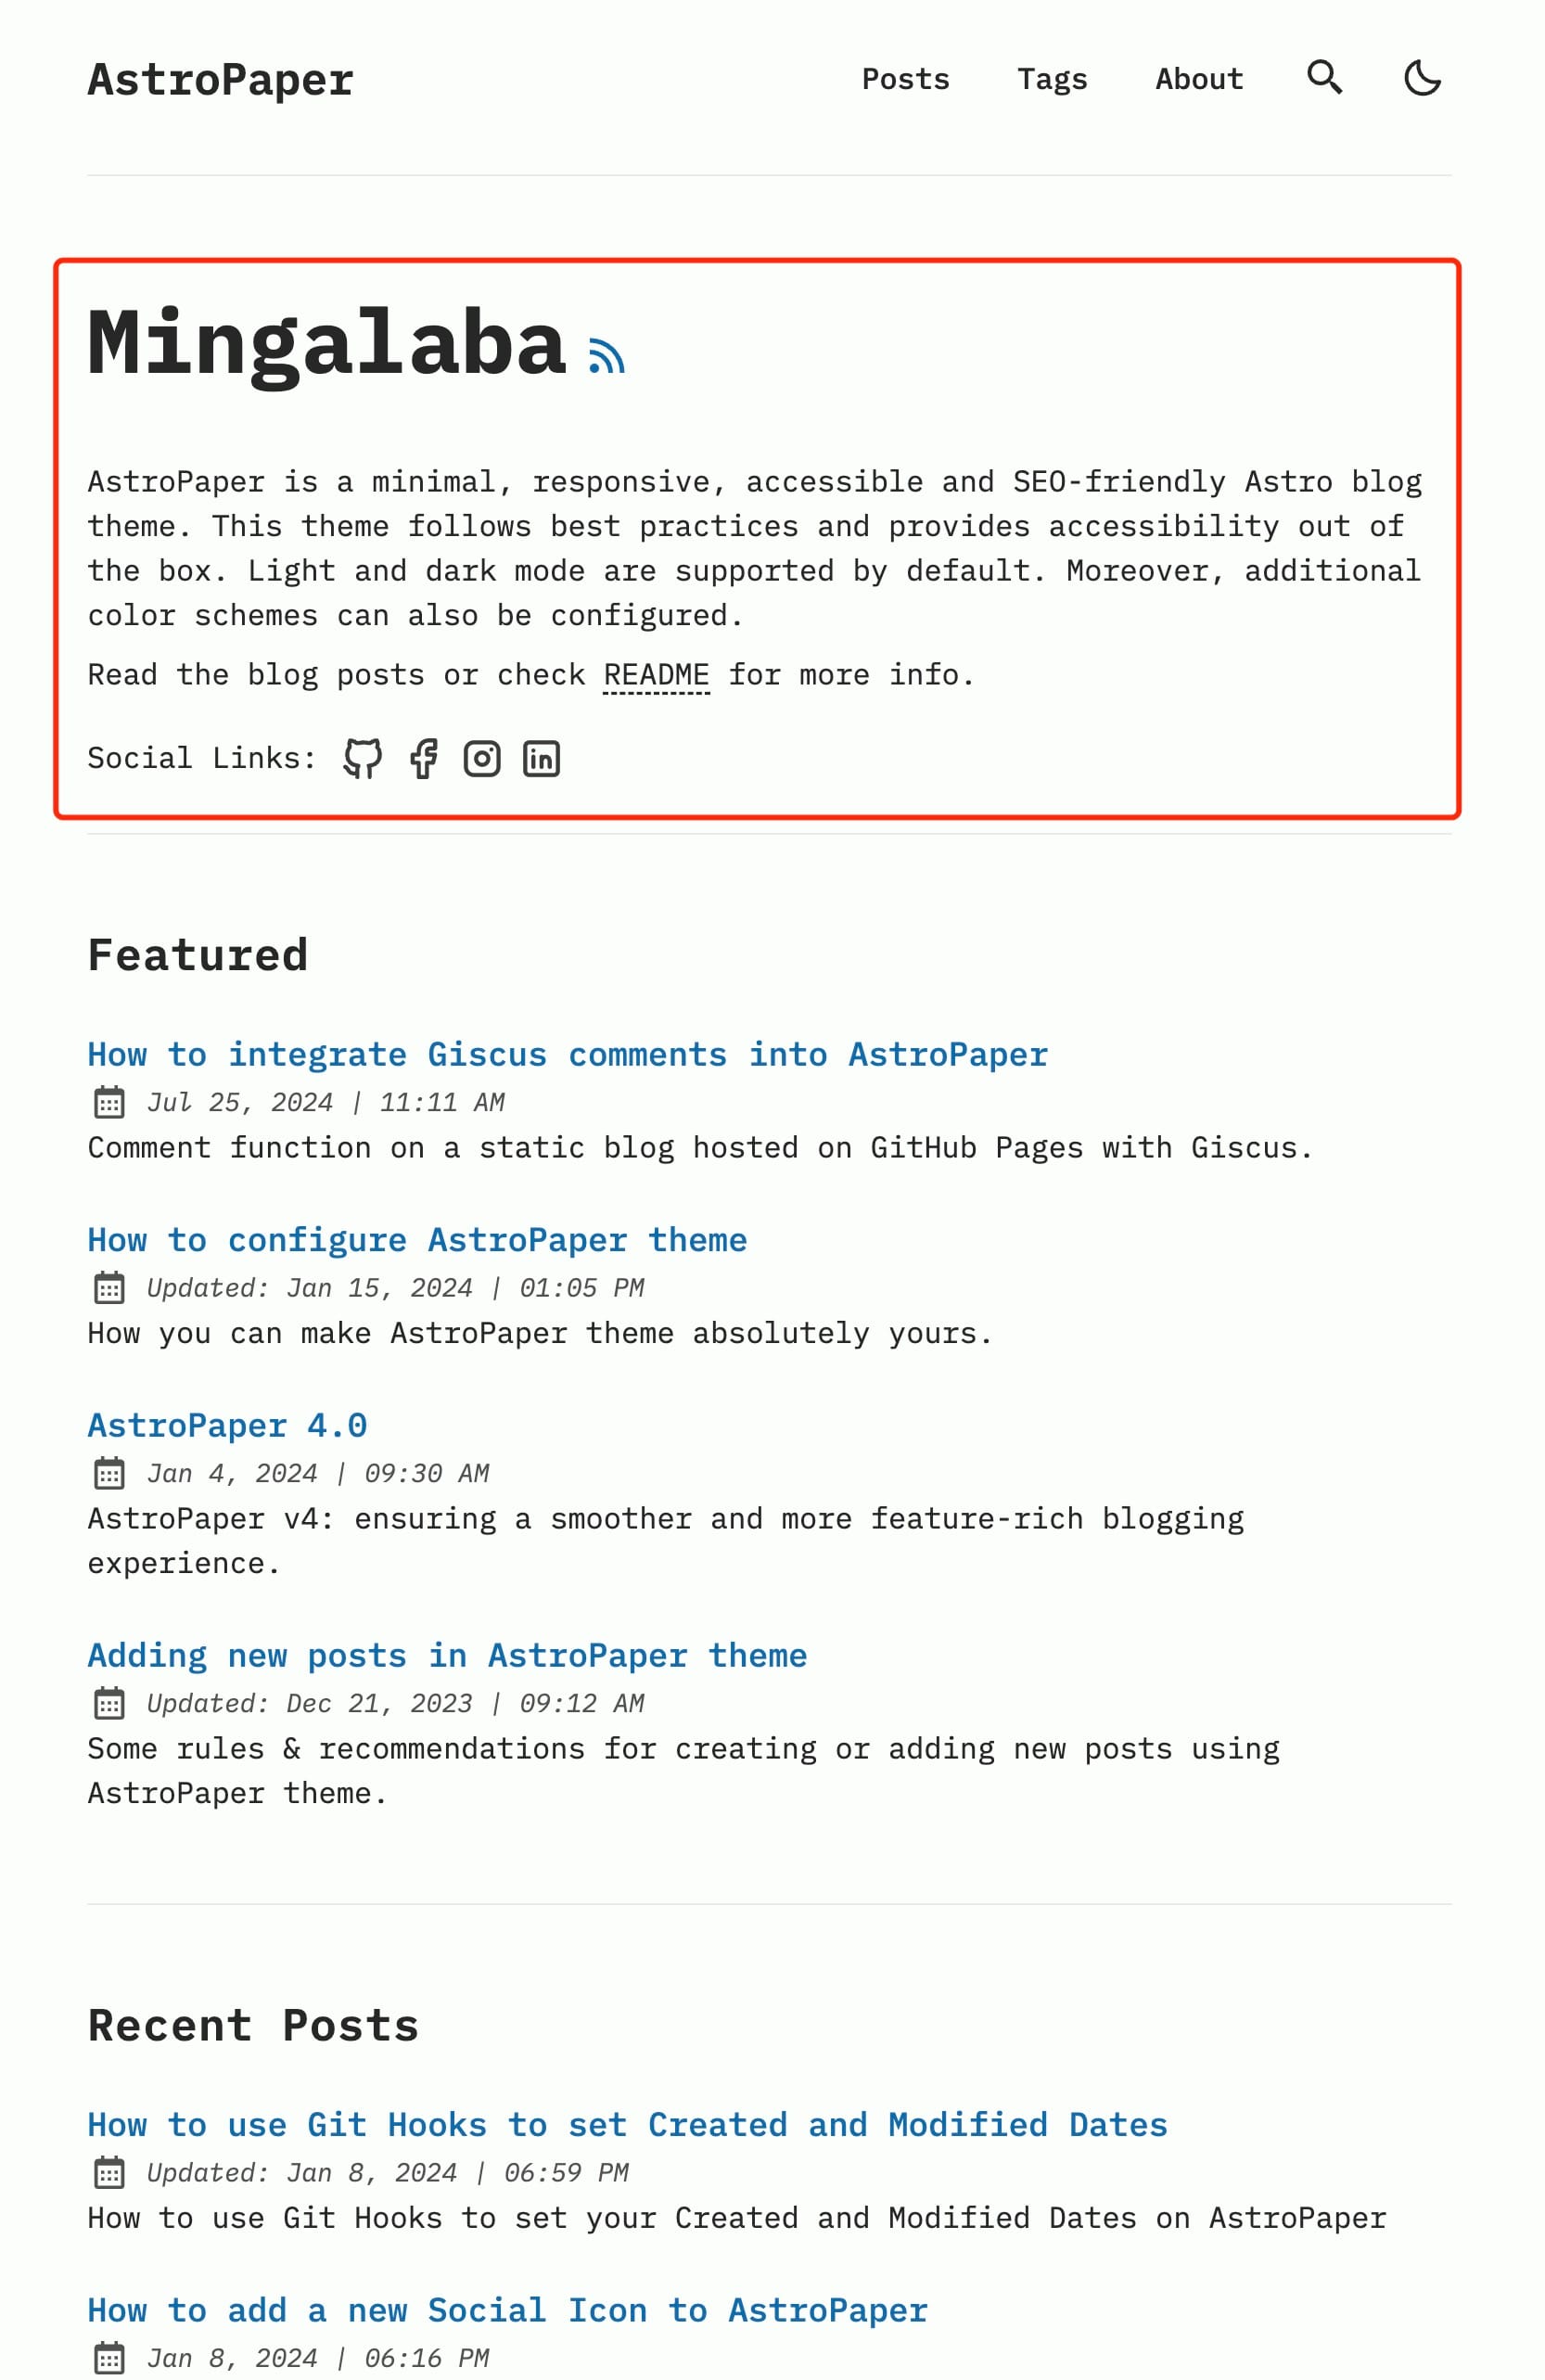 AstroPaper
Posts Tags About
Mingalaba
AstroPaper is a minimal, responsive, accessible and SEO-friendly Astro blog
theme. This theme follows best practices and provides accessibility out of
the box. Light and dark mode are supported by default. Moreover, additional
color schemes can also be configured.
Read the blog posts or check README for more info.
Social Links:
Featured
How to integrate Giscus comments into AstroPaper
Jul 25, 2024 | 11:11 AM
Comment function on a static blog hosted on GitHub Pages with Giscus.
How to configure AstroPaper theme
Updated: Jan 15, 2024 | 01:05 PM
How you can make AstroPaper theme absolutely yours.
AstroPaper 4.0
Jan 4, 2024 | 09:30 AM
AstroPaper v4: ensuring a smoother and more feature-rich blogging
experience.
Adding new posts in AstroPaper theme
Updated: Dec 21, 2023 | 09:12 AM
Some rules & recommendations for creating or adding new posts using
AstroPaper theme.
Recent Posts
How to use Git Hooks to set Created and Modified Dates
Updated: Jan 8, 2024 | 06:59 PM
How to use Git Hooks to set your Created and Modified Dates on AstroPaper
How to add a new Social Icon to AstroPaper
Jan 8, 2024 | 06:16 PM